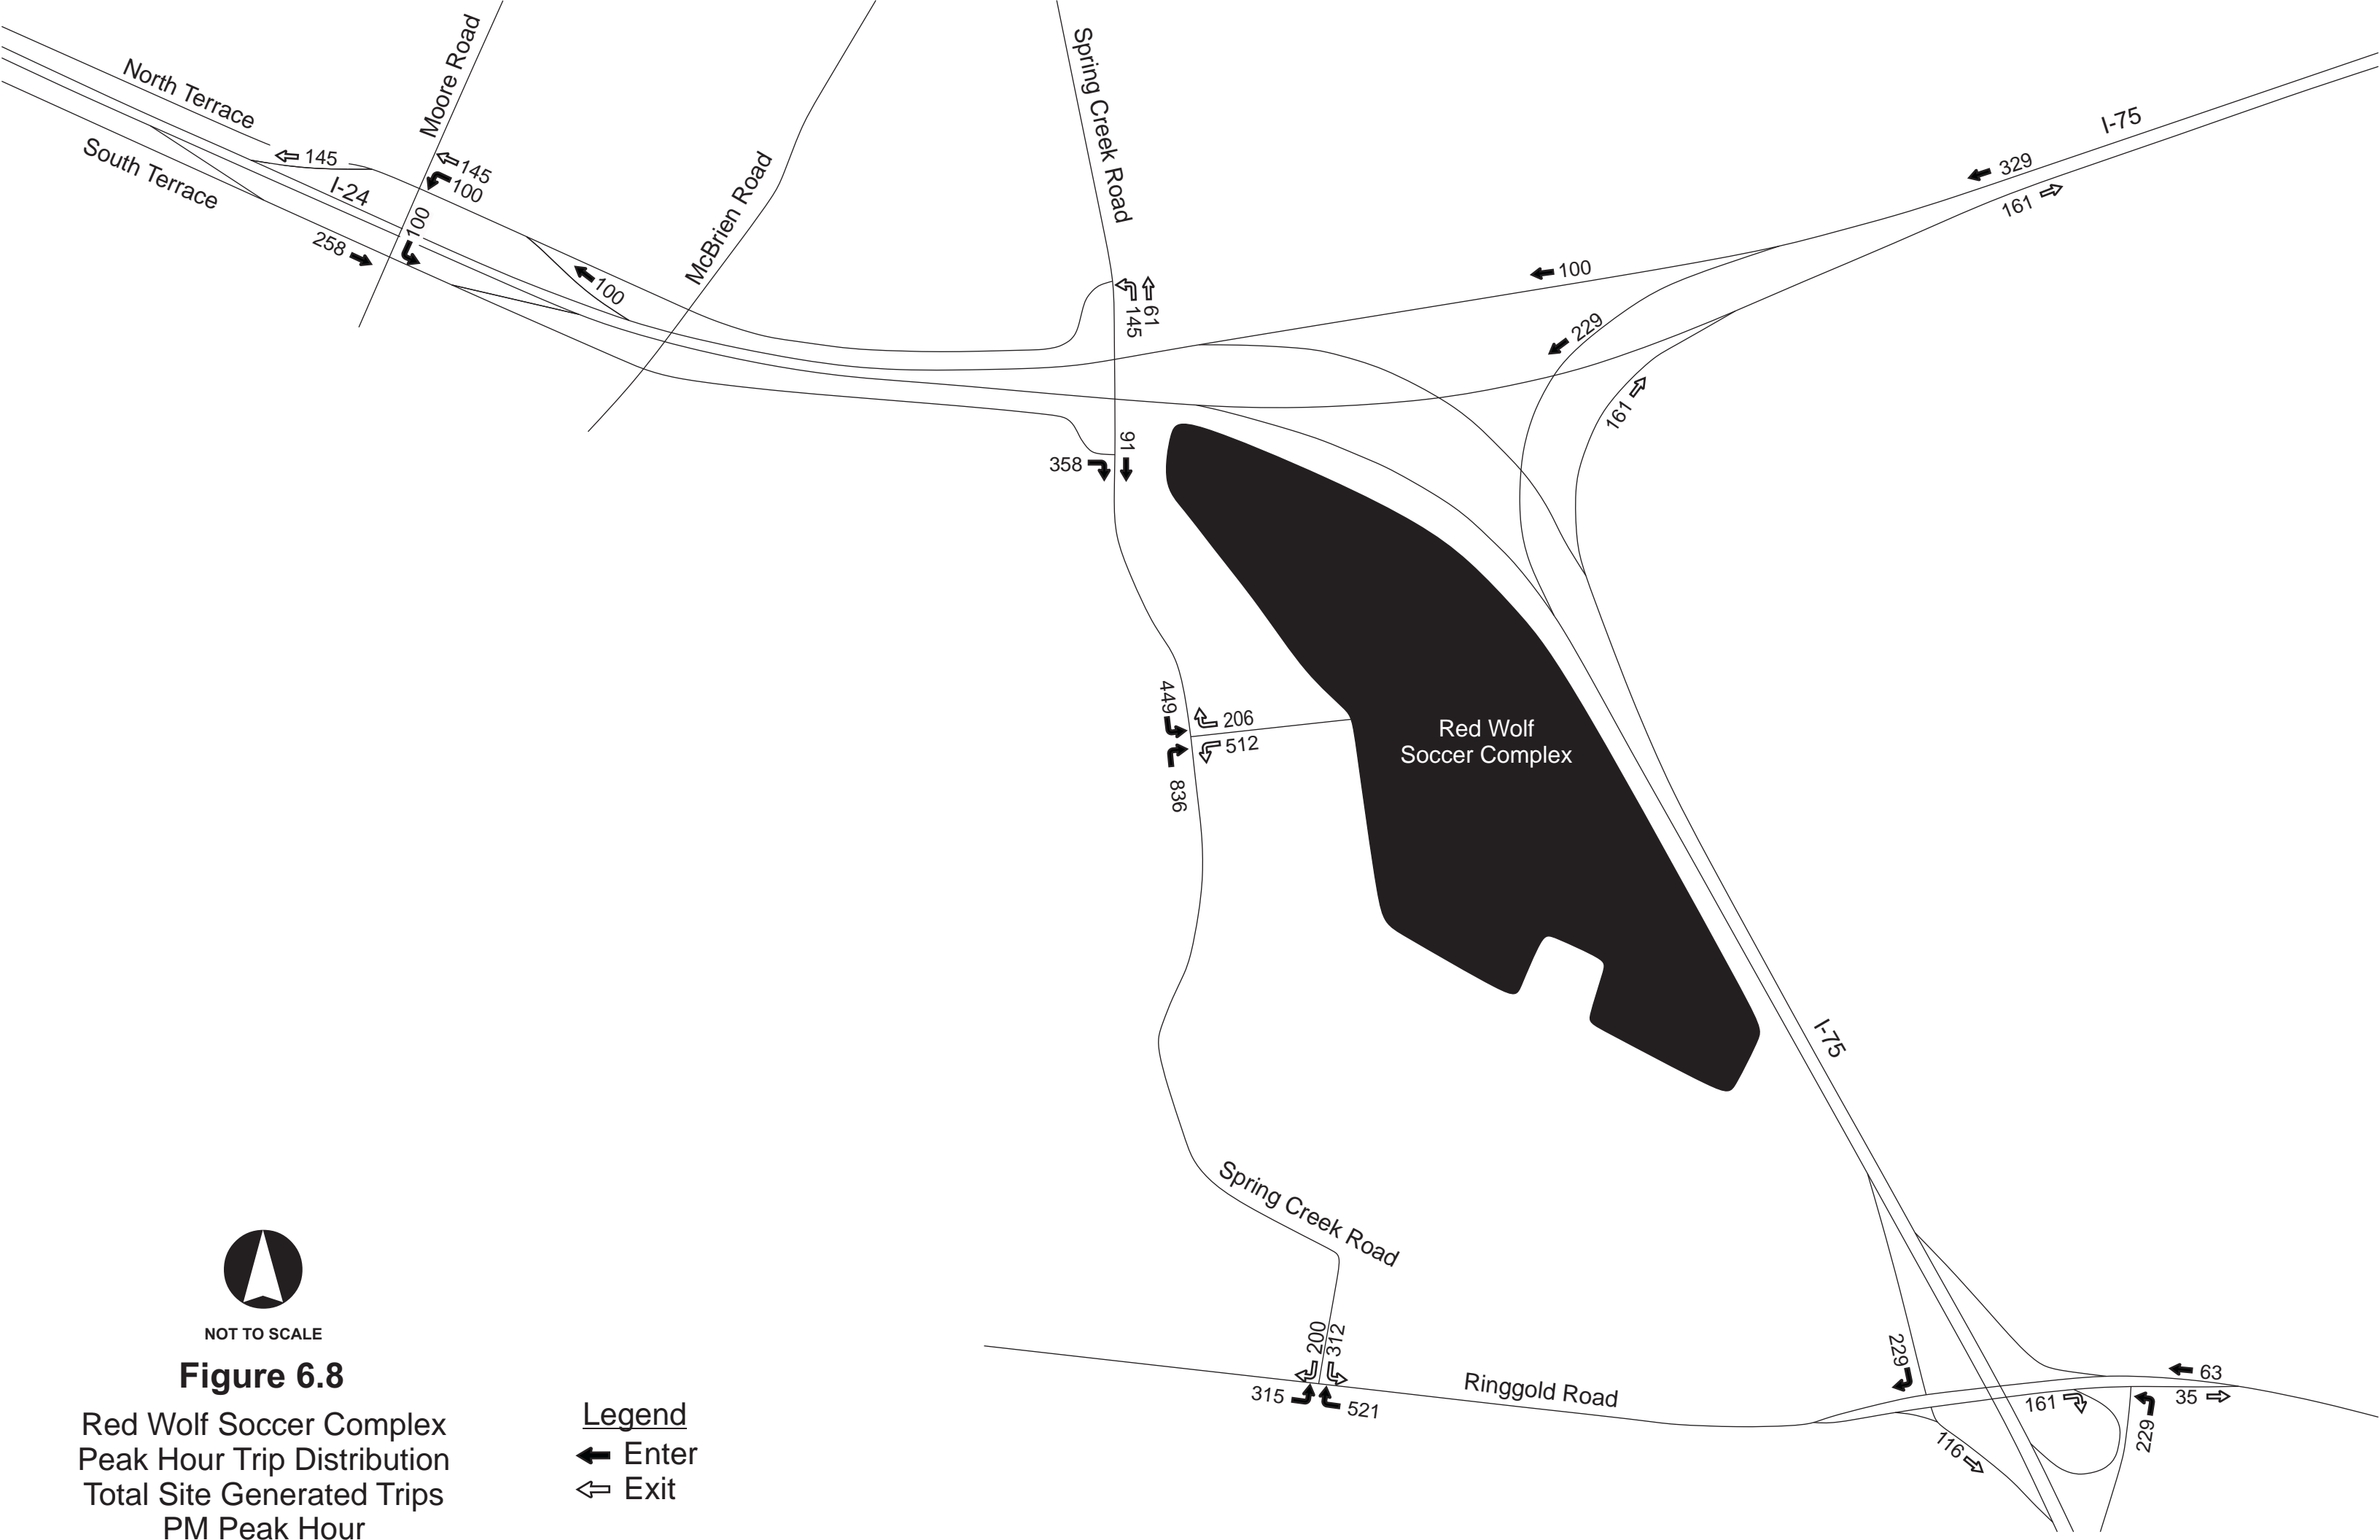 North Terrace
South Terrace
Moore Road
I-24
McBrien Road
Spring Creek Road
I-75
145
145
100
100
258
100
61
145
329
161
100
229
161
91
358
449
206
512
836
Red Wolf
Soccer Complex
I-75
Spring Creek Road
200
312
315
521
Ringgold Road
229
63
35
161
229
116
NOT TO SCALE
Figure 6.8
Red Wolf Soccer Complex
Peak Hour Trip Distribution
Total Site Generated Trips
PM Peak Hour
Legend
Enter
Exit